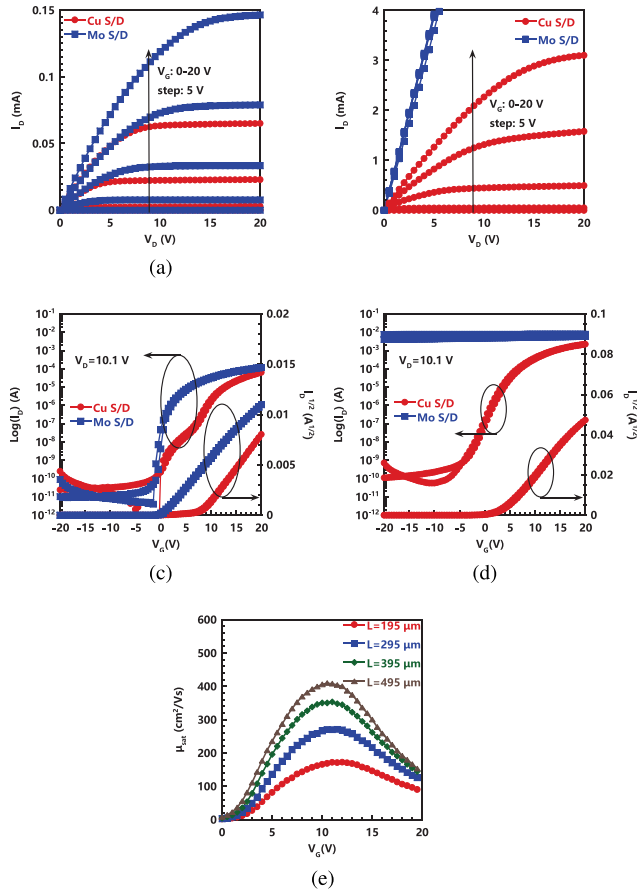 0.15
0.1
0.05
0
I_D (mA)
Cu S/D
Mo S/D
V_G: 0–20 V
step: 5 V
0 5 10 15 20
V_D (V)
(a)
4
3
2
1
0
I_D (mA)
Cu S/D
Mo S/D
V_G: 0–20 V
step: 5 V
0 5 10 15 20
V_D (V)
10^-1
10^-2
10^-3
10^-4
10^-5
10^-6
10^-7
10^-8
10^-9
10^-10
10^-11
10^-12
Log(I_D) (A)
V_D=10.1 V
Cu S/D
Mo S/D
0.02
0.015
0.01
0.005
0
I_D^1/2 (A^1/2)
-20 -15 -10 -5 0 5 10 15 20
V_G(V)
(c)
10^-1
10^-2
10^-3
10^-4
10^-5
10^-6
10^-7
10^-8
10^-9
10^-10
10^-11
10^-12
Log(I_D) (A)
V_D=10.1 V
Cu S/D
Mo S/D
0.1
0.08
0.06
0.04
0.02
0
I_D^1/2 (A^1/2)
-20 -15 -10 -5 0 5 10 15 20
V_G(V)
(d)
600
500
400
300
200
100
0
μ_sat (cm²/Vs)
L=195 μm
L=295 μm
L=395 μm
L=495 μm
0 5 10 15 20
V_G(V)
(e)